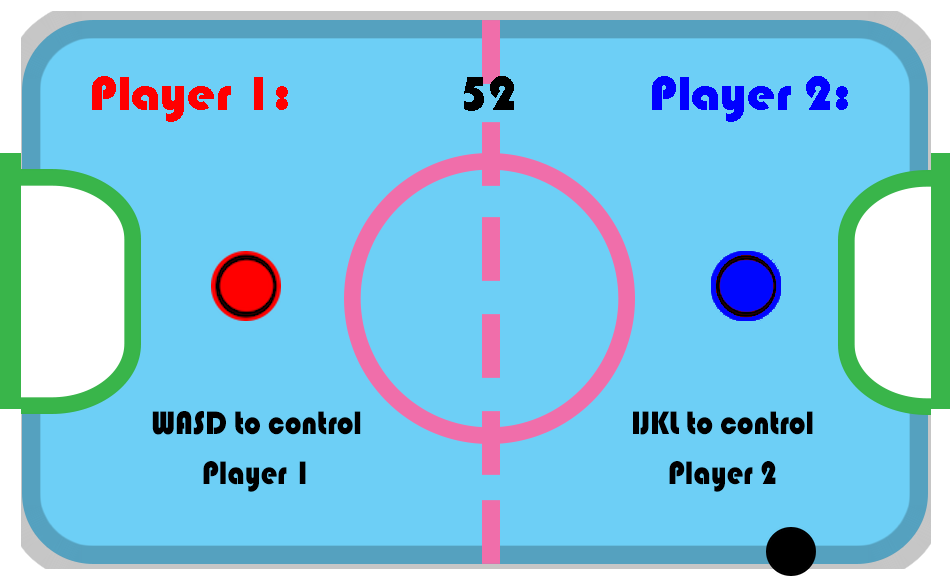 Player 1:
52
Player 2:
WASD to control
Player 1
IJKL to control
Player 2